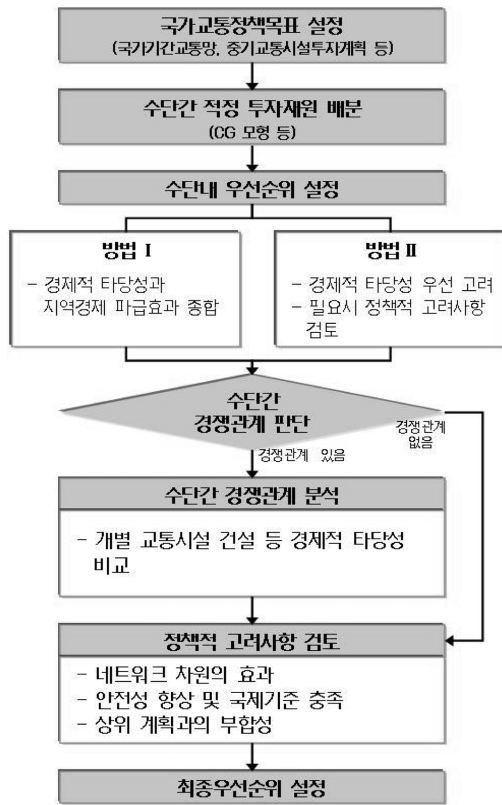 국가교통정책목표 설정
(국가기간교통망, 중기교통시설투자계획 등)
수단간 적정 투자재원 배분
(CG 모형 등)
수단내 우선순위 설정
방법 I
- 경제적 타당성과
지역경제 파급효과 종합
방법 II
- 경제적 타당성 우선 고려
- 필요시 정책적 고려사항
검토
수단간
경쟁관계 판단
경쟁관계
없음
경쟁관계 있음
수단간 경쟁관계 분석
- 개별 교통시설 건설 등 경제적 타당성
비교
정책적 고려사항 검토
- 네트워크 차원의 효과
- 안전성 향상 및 국제기준 충족
- 상위 계획과의 부합성
최종우선순위 설정